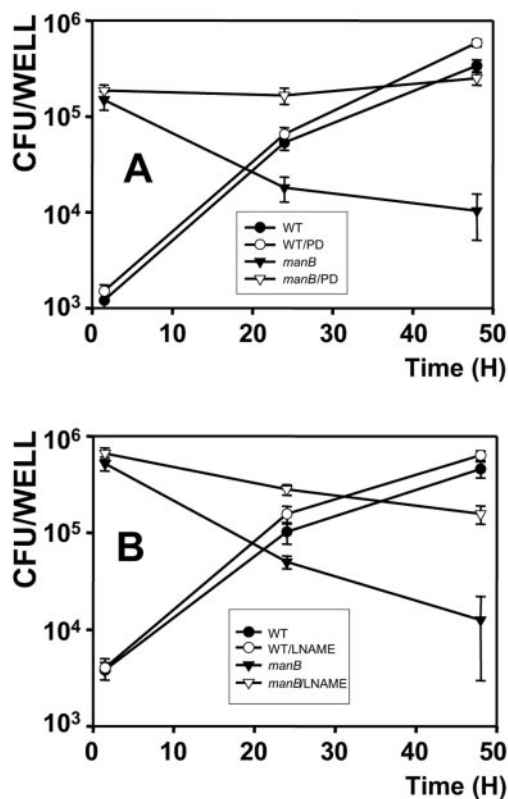 CFU/WELL
10⁶
10⁵
10⁴
10³
A
WT
WT/PD
manB
manB/PD
0 10 20 30 40 50
Time (H)
CFU/WELL
10⁶
10⁵
10⁴
10³
B
WT
WT/LNAME
manB
manB/LNAME
0 10 20 30 40 50
Time (H)